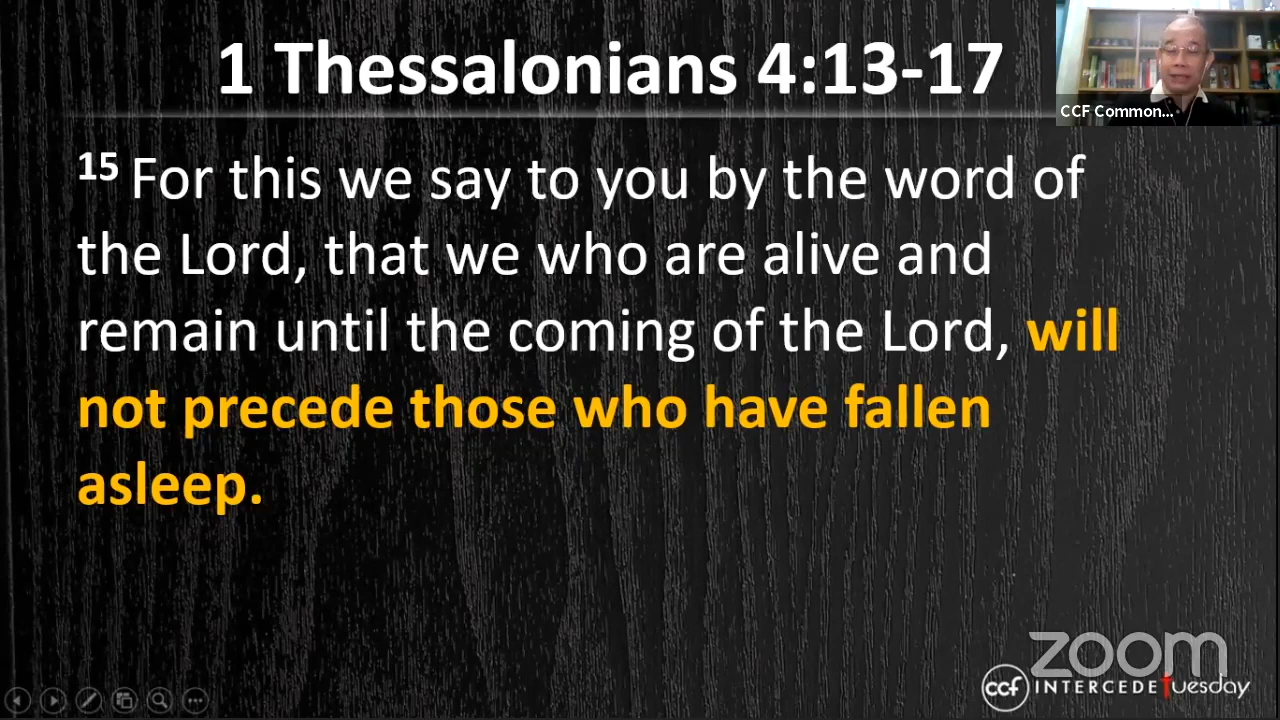 1 Thessalonians 4:13-17
CCF Common...
15 For this we say to you by the word of
the Lord, that we who are alive and
remain until the coming of the Lord, will
not precede those who have fallen
asleep.
zoom
ccf INTERCEDE Tuesday